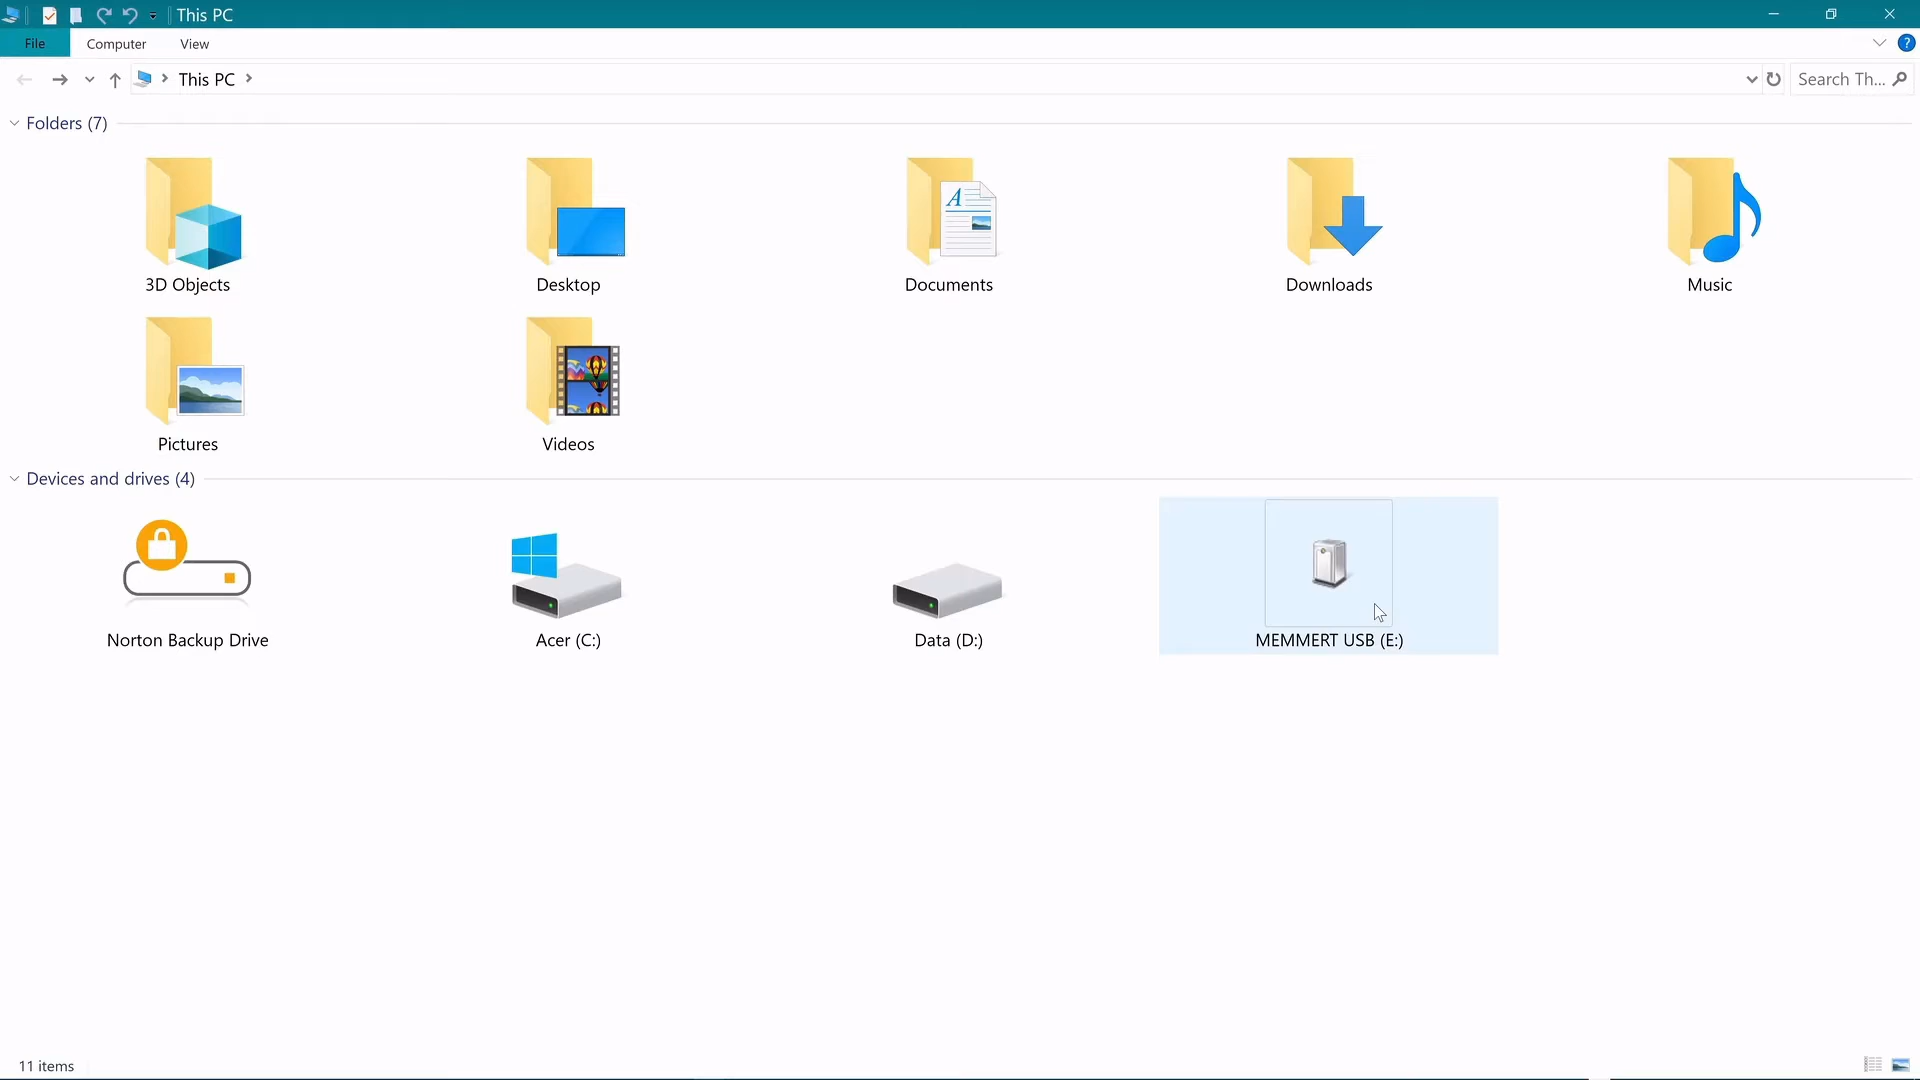 This PC
File
Computer
View
This PC
Search Th...
Folders (7)
3D Objects
Desktop
Documents
Downloads
Music
Pictures
Videos
Devices and drives (4)
Norton Backup Drive
Acer (C:)
Data (D:)
MEMMERT USB (E:)
11 items